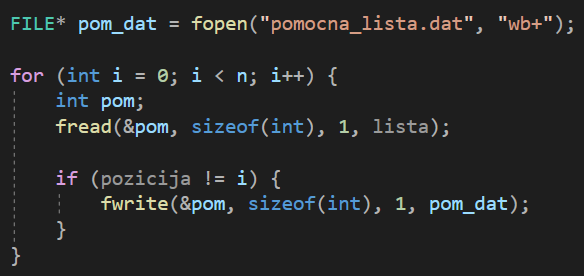 FILE* pom_dat = fopen("pomocna_lista.dat", "wb+");
for (int i = 0; i < n; i++) {
int pom;
fread(&pom, sizeof(int), 1, lista);
if (pozicija != i) {
fwrite(&pom, sizeof(int), 1, pom_dat);
}
}